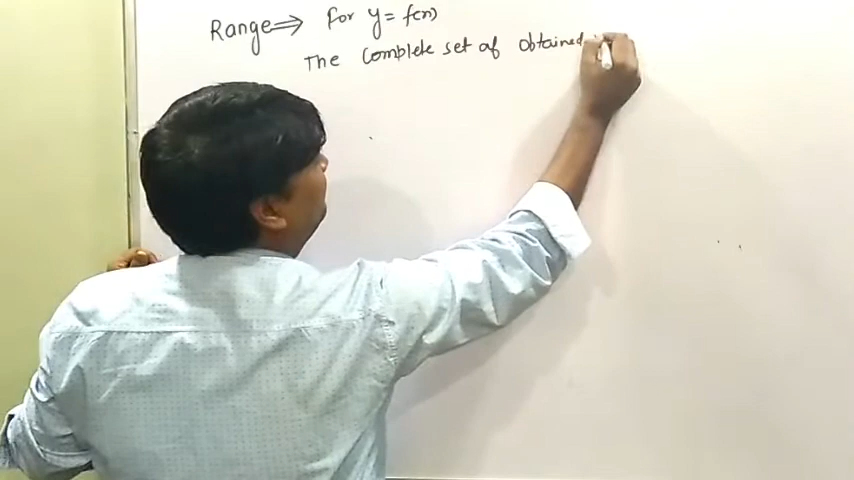 Range ⇒ For y = f(x)
The complete set of obtained